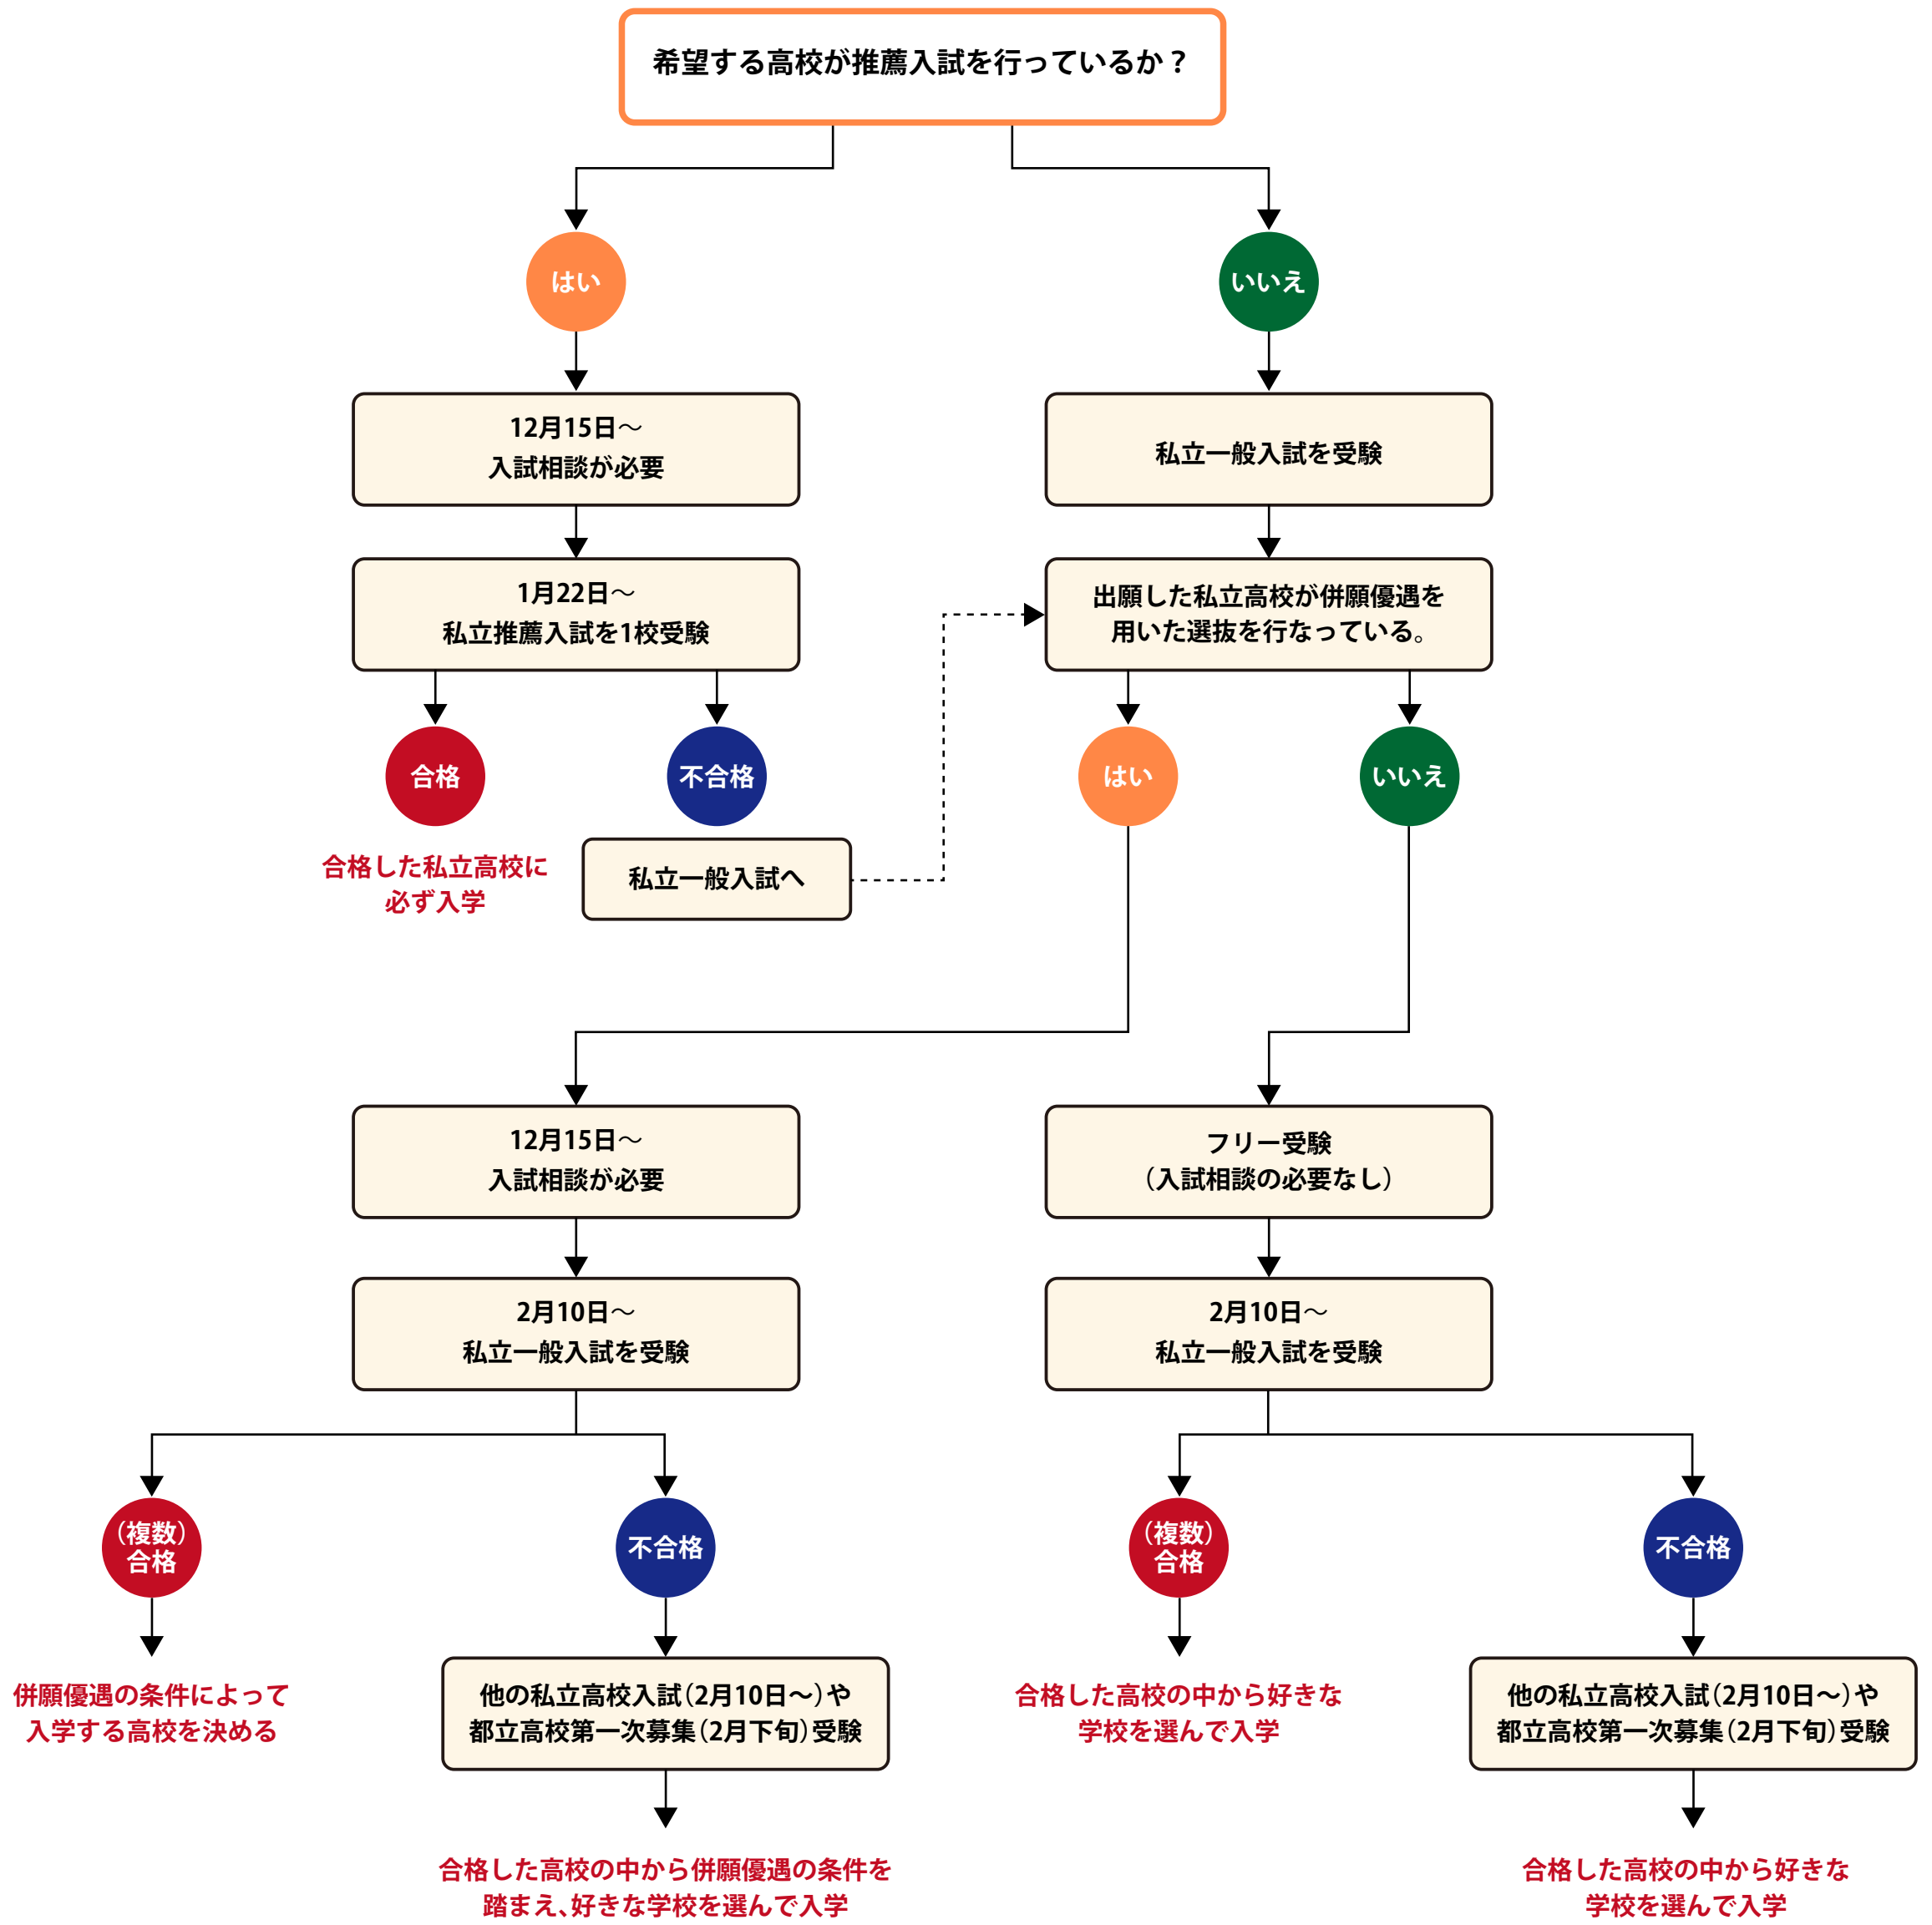 希望する高校が推薦入試を行っているか？
はい
いいえ
12月15日～
入試相談が必要
私立一般入試を受験
1月22日～
私立推薦入試を1校受験
出願した私立高校が併願優遇を
用いた選抜を行なっている。
合格
不合格
はい
いいえ
合格した私立高校に
必ず入学
私立一般入試へ
12月15日～
入試相談が必要
フリー受験
（入試相談の必要なし）
2月10日～
私立一般入試を受験
2月10日～
私立一般入試を受験
（複数）
合格
不合格
（複数）
合格
不合格
併願優遇の条件によって
入学する高校を決める
他の私立高校入試（2月10日～）や
都立高校第一次募集（2月下旬）受験
合格した高校の中から好きな
学校を選んで入学
他の私立高校入試（2月10日～）や
都立高校第一次募集（2月下旬）受験
合格した高校の中から併願優遇の条件を
踏まえ、好きな学校を選んで入学
合格した高校の中から好きな
学校を選んで入学